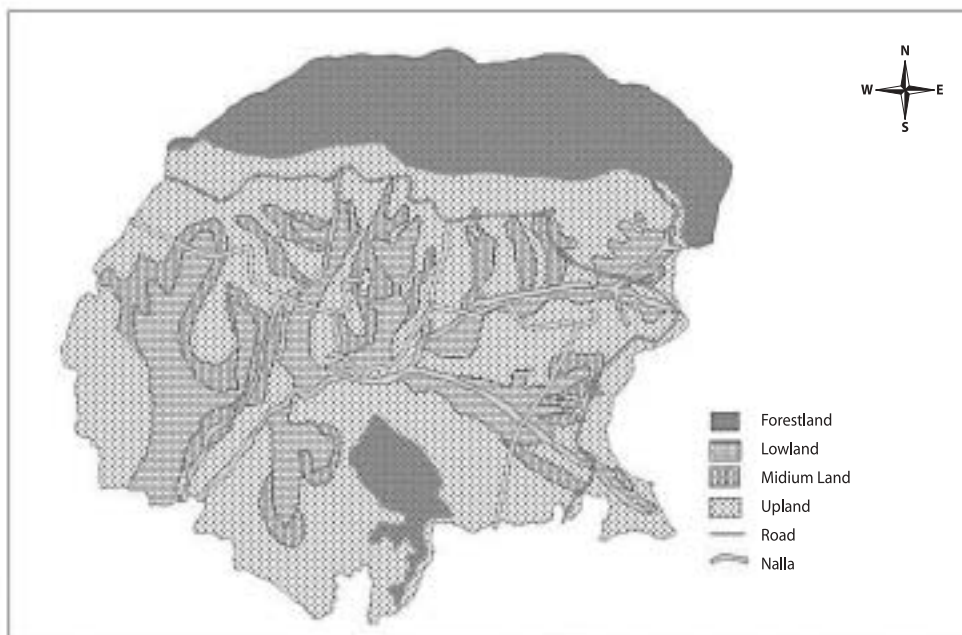 N
W E
S
Forestland
Lowland
Midium Land
Upland
Road
Nalla